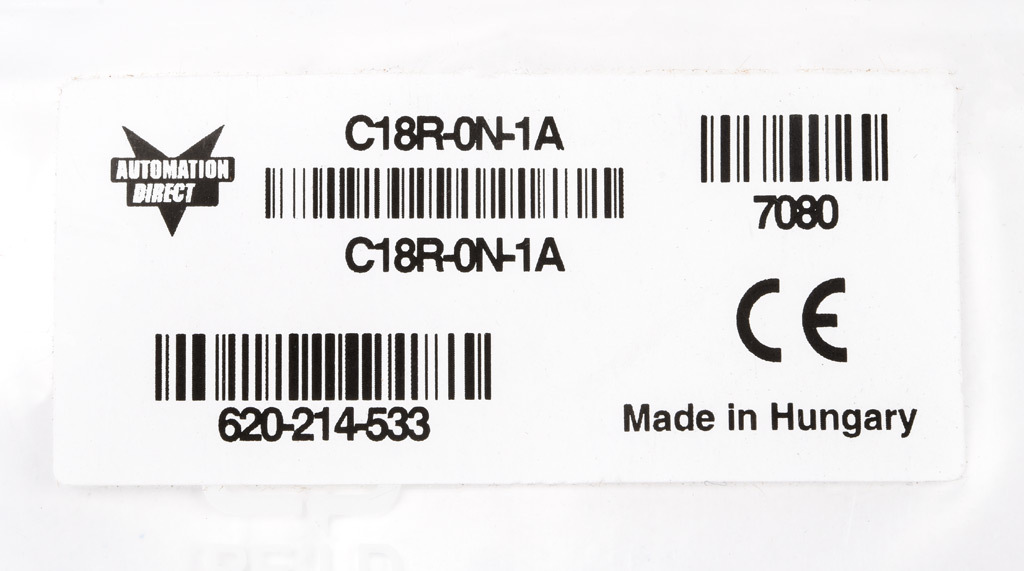 AUTOMATION
DIRECT
C18R-0N-1A
C18R-0N-1A
7080
CE
620-214-533
Made in Hungary